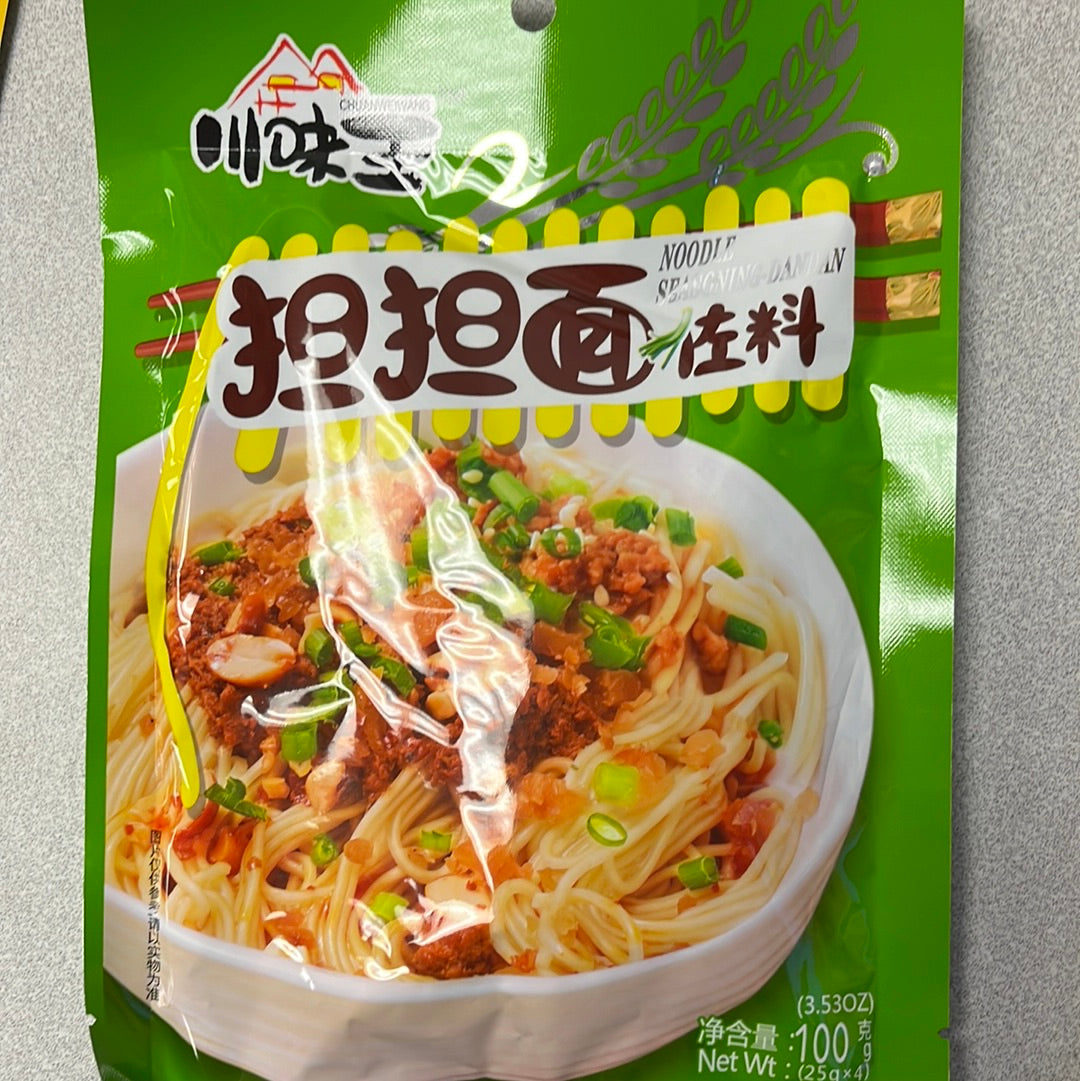 CHUANWEIWANG
川味王
担担面佐料
NOODLE
SEASGNING-DANDAN
图片仅供参考,请以实物为准
(3.53OZ)
净含量:100克
Net Wt:g
(25g×4)